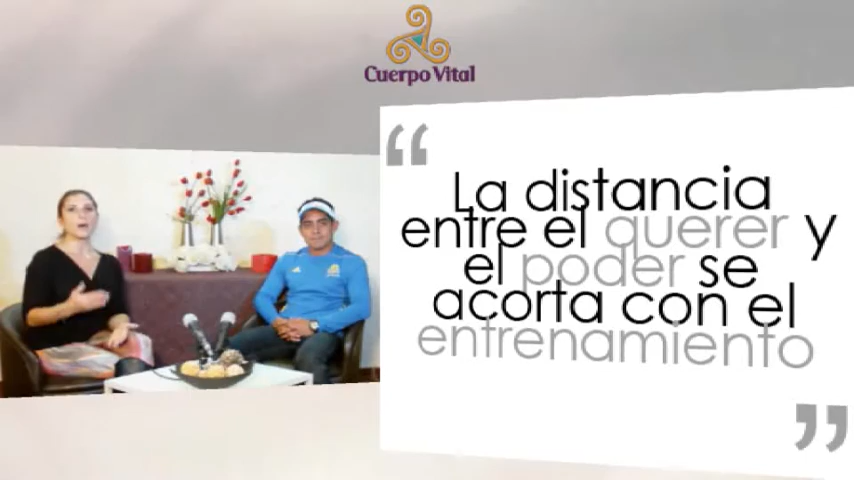 Cuerpo Vital
“
La distancia
entre el querer y
el poder se
acorta con el
entrenamiento
”